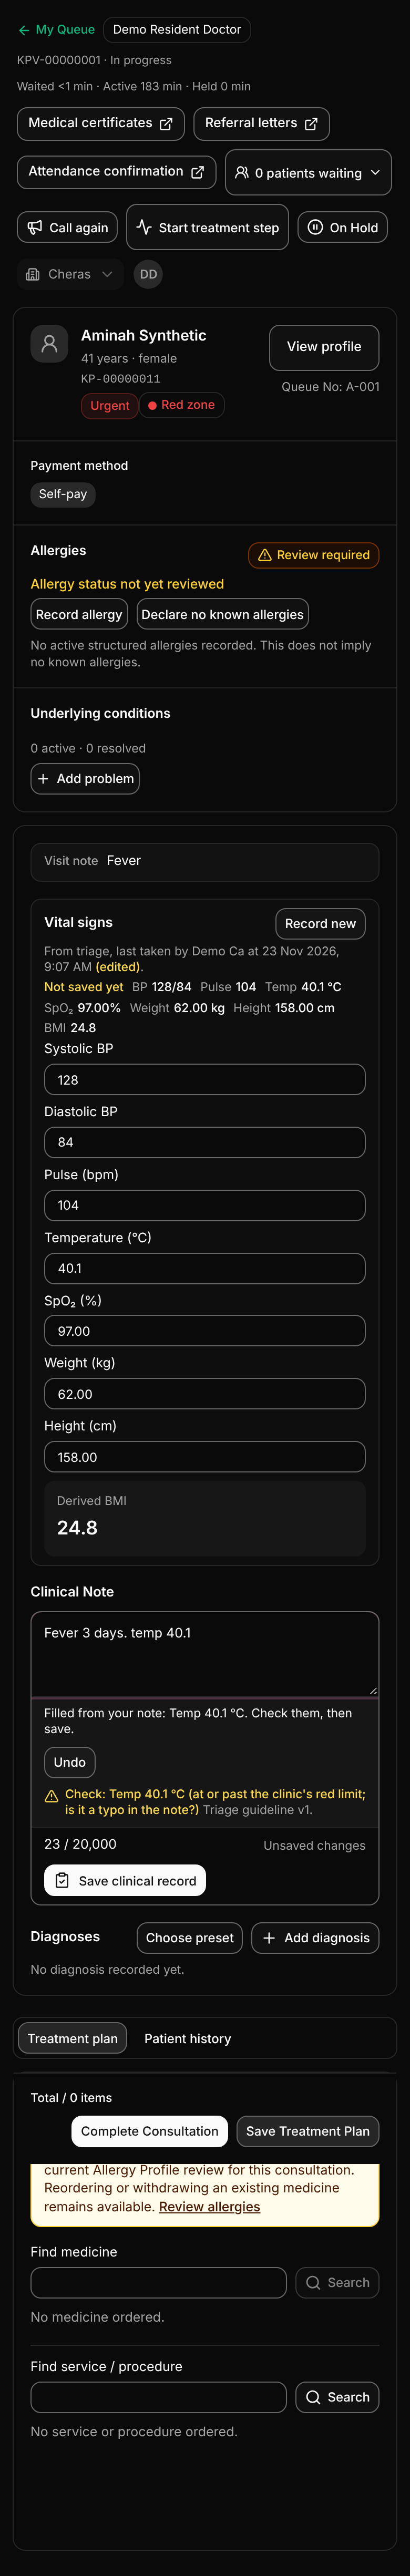 My Queue
Demo Resident Doctor
KPV-00000001 · In progress
Waited <1 min · Active 183 min · Held 0 min
Medical certificates
Referral letters
Attendance confirmation
0 patients waiting
Call again
Start treatment step
On Hold
Cheras
DD
Aminah Synthetic
View profile
41 years · female
KP-00000011
Queue No: A-001
Urgent
Red zone
Payment method
Self-pay
Allergies
Review required
Allergy status not yet reviewed
Record allergy
Declare no known allergies
No active structured allergies recorded. This does not imply
no known allergies.
Underlying conditions
0 active · 0 resolved
Add problem
Visit note Fever
Vital signs
Record new
From triage, last taken by Demo Ca at 23 Nov 2026,
9:07 AM (edited).
Not saved yet BP 128/84 Pulse 104 Temp 40.1 °C
SpO₂ 97.00% Weight 62.00 kg Height 158.00 cm
BMI 24.8
Systolic BP
128
Diastolic BP
84
Pulse (bpm)
104
Temperature (°C)
40.1
SpO₂ (%)
97.00
Weight (kg)
62.00
Height (cm)
158.00
Derived BMI
24.8
Clinical Note
Fever 3 days. temp 40.1
Filled from your note: Temp 40.1 °C. Check them, then
save.
Undo
Check: Temp 40.1 °C (at or past the clinic's red limit;
is it a typo in the note?) Triage guideline v1.
23 / 20,000
Unsaved changes
Save clinical record
Diagnoses
Choose preset
Add diagnosis
No diagnosis recorded yet.
Treatment plan
Patient history
Total / 0 items
Complete Consultation
Save Treatment Plan
current Allergy Profile review for this consultation.
Reordering or withdrawing an existing medicine
remains available. Review allergies
Find medicine
Search
No medicine ordered.
Find service / procedure
Search
No service or procedure ordered.